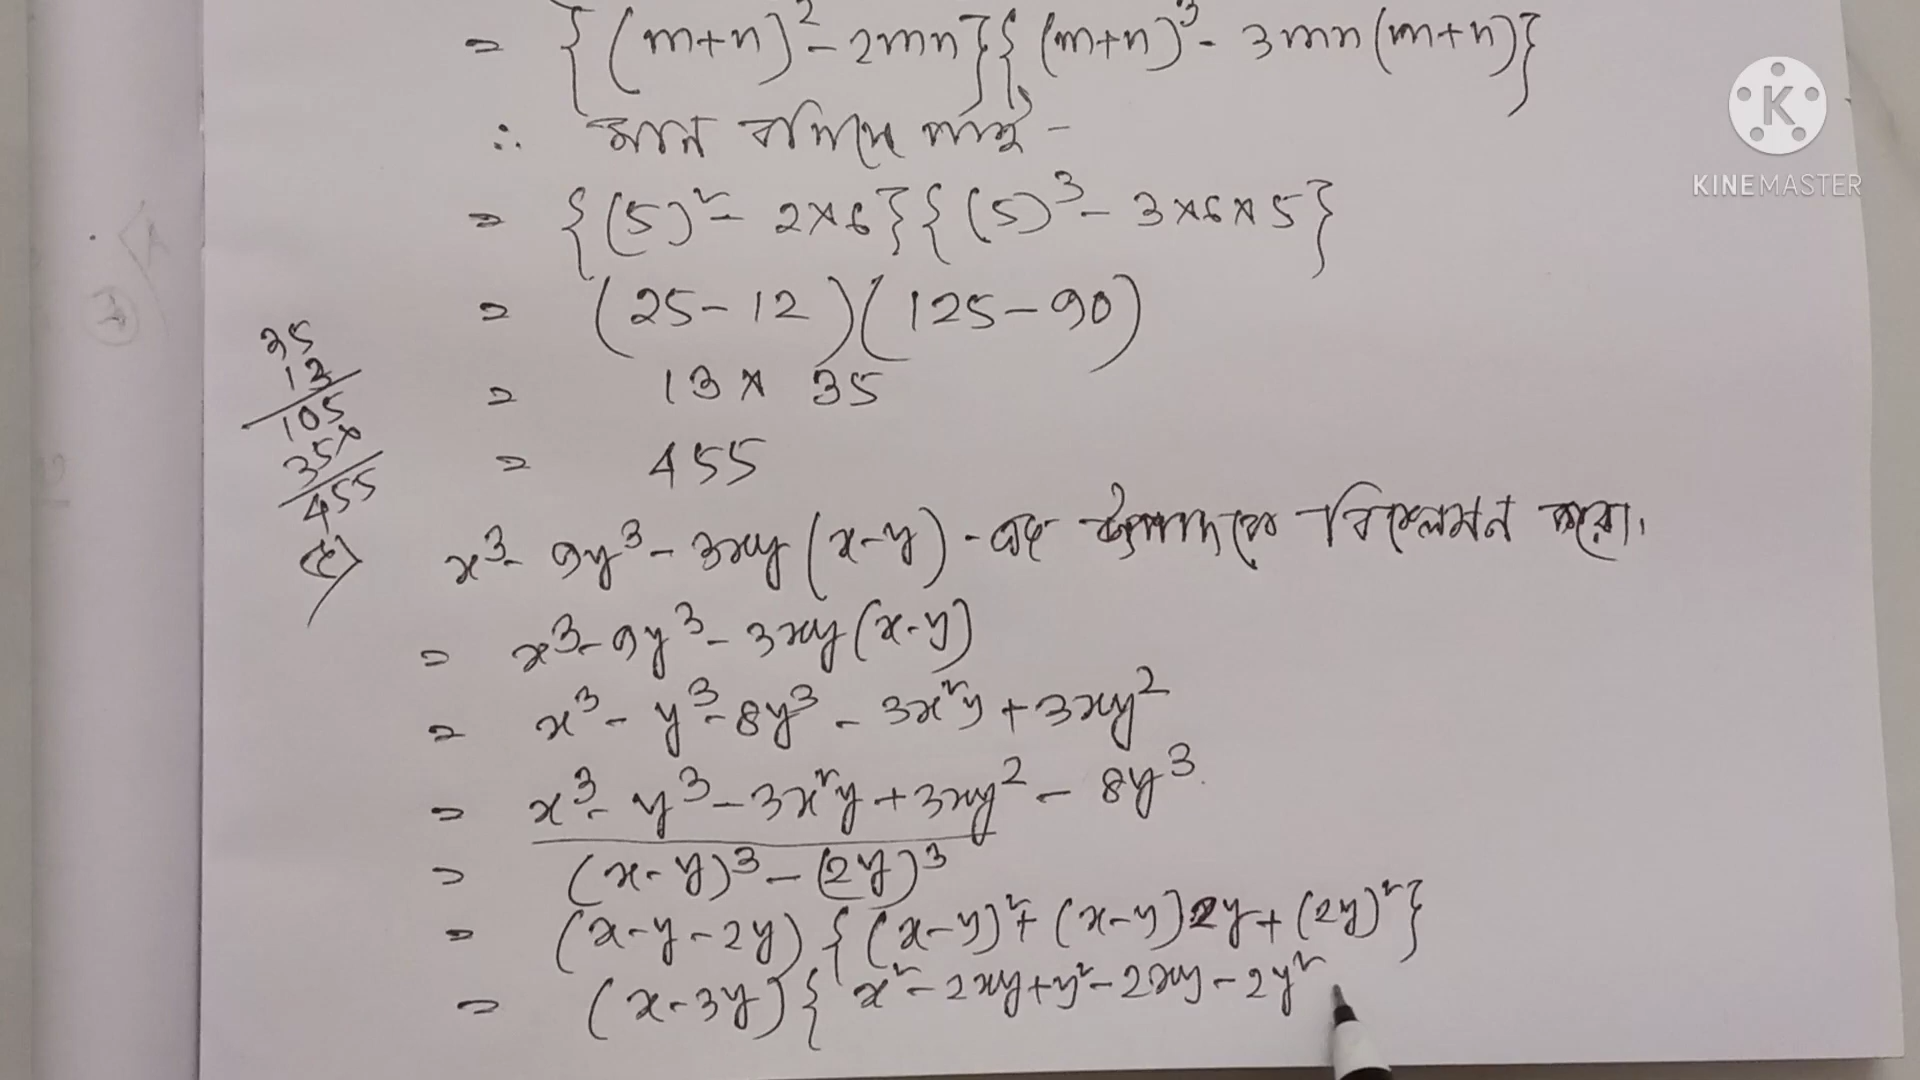 = {(m+n)² - 2mn}{(m+n)³ - 3mn(m+n)}
∴ মান বসিয়ে পাই -
= {(5)² - 2×6}{(5)³ - 3×6×5}
= (25-12)(125-90)
= 13 × 35
= 455
35
13
105
35×
455
x³ - 9y³ - 3xy(x-y) - এর উৎপাদকে বিশ্লেষন করো।
= x³ - 9y³ - 3xy(x-y)
= x³ - y³ - 8y³ - 3x²y + 3xy²
= x³ - y³ - 3x²y + 3xy² - 8y³
= (x-y)³ - (2y)³
= (x-y-2y){(x-y)² + (x-y)2y + (2y)²}
= (x-3y){x² - 2xy + y² - 2xy - 2y²
KINEMASTER